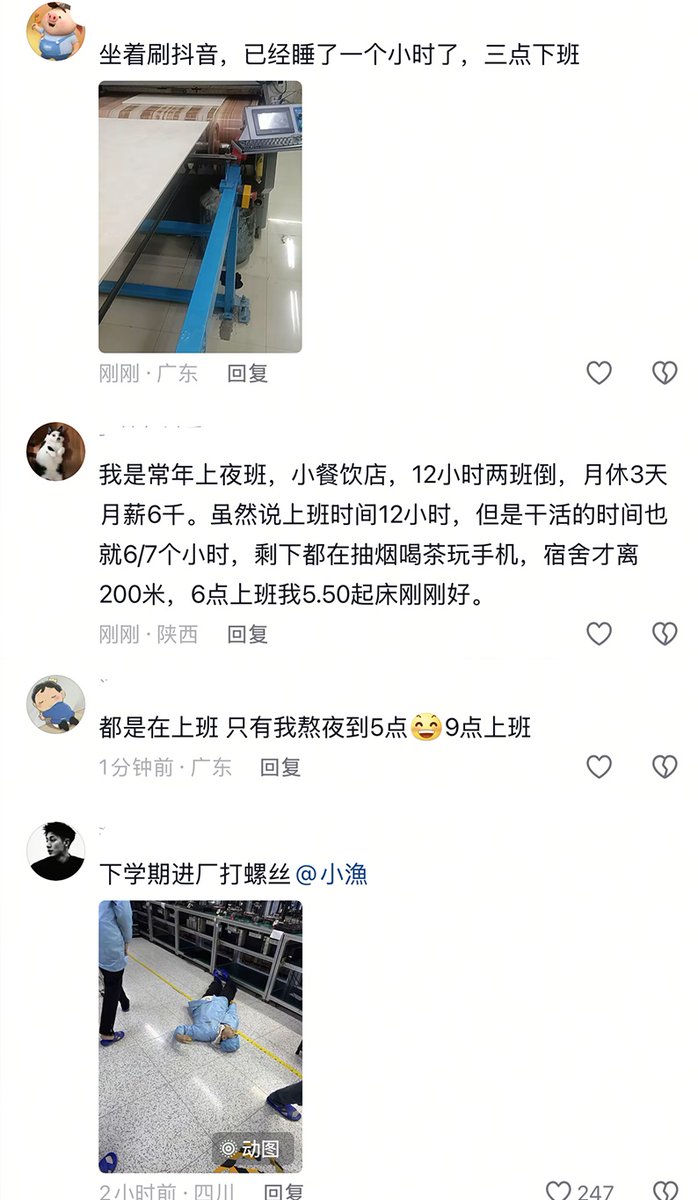 坐着刷抖音，已经睡了一个小时了，三点下班
刚刚 · 广东 回复
我是常年上夜班，小餐饮店，12小时两班倒，月休3天
月薪6千。虽然说上班时间12小时，但是干活的时间也
就6/7个小时，剩下都在抽烟喝茶玩手机，宿舍才离
200米，6点上班我5.50起床刚刚好。
刚刚 · 陕西 回复
都是在上班 只有我熬夜到5点😄9点上班
1分钟前 · 广东 回复
下学期进厂打螺丝@小漁
动图
2小时前 · 四川 回复 247